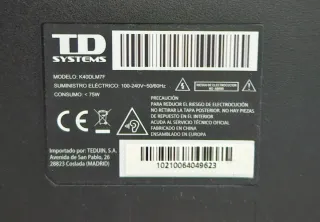 TD
SYSTEMS
MODELO: K40DLM7F
SUMINISTRO ELÉCTRICO: 100-240V~50/60Hz
CONSUMO: < 75W
PRECAUCIÓN
PARA REDUCIR EL RIESGO DE ELECTROCUCIÓN
NO RETIRAR LA TAPA POSTERIOR. NO HAY PIEZAS
DE REPUESTO EN EL INTERIOR.
ACUDA AL SERVICIO TÉCNICO OFICIAL
FABRICADO EN CHINA
ENSAMBLADO EN EUROPA
CE
Importado por: TEDUIN, S.A.
Avenida de San Pablo, 26
28823 Coslada (MADRID)
10210064049623